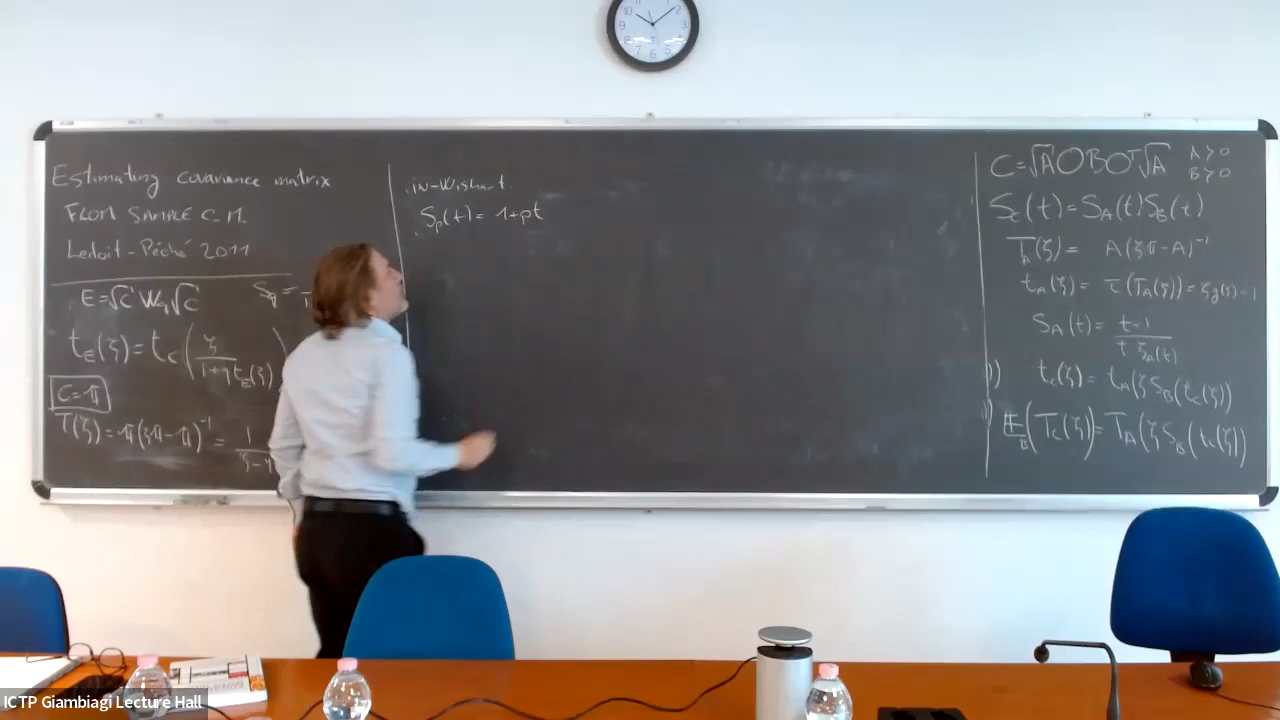 Estimating covariance matrix
FROM SAMPLE C.M.
Ledoit-Péché 2011
E=√C W_q √C
S_q =
t_E(ζ) = t_C(ζ/(1+q t_E(ζ)))
C=𝟙
T(ζ)=𝟙(ζ𝟙-𝟙)^{-1} = 1/
in-Wishart
S_p(t)= 1+pt
C=√A O B O^T √A A>0
B>0
S_C(t)=S_A(t)S_B(t)
T_A(ζ)= A(ζ𝟙-A)^{-1}
t_A(ζ)= τ(T_A(ζ))=ζg(ζ)-1
S_A(t)= (t+1)/(t ζ_A(t))
t_C(ζ)= t_A(ζ S_B(t_C(ζ)))
𝔼_B(T_C(ζ))= T_A(ζ S_B(t_C(ζ)))
ICTP Giambiagi Lecture Hall